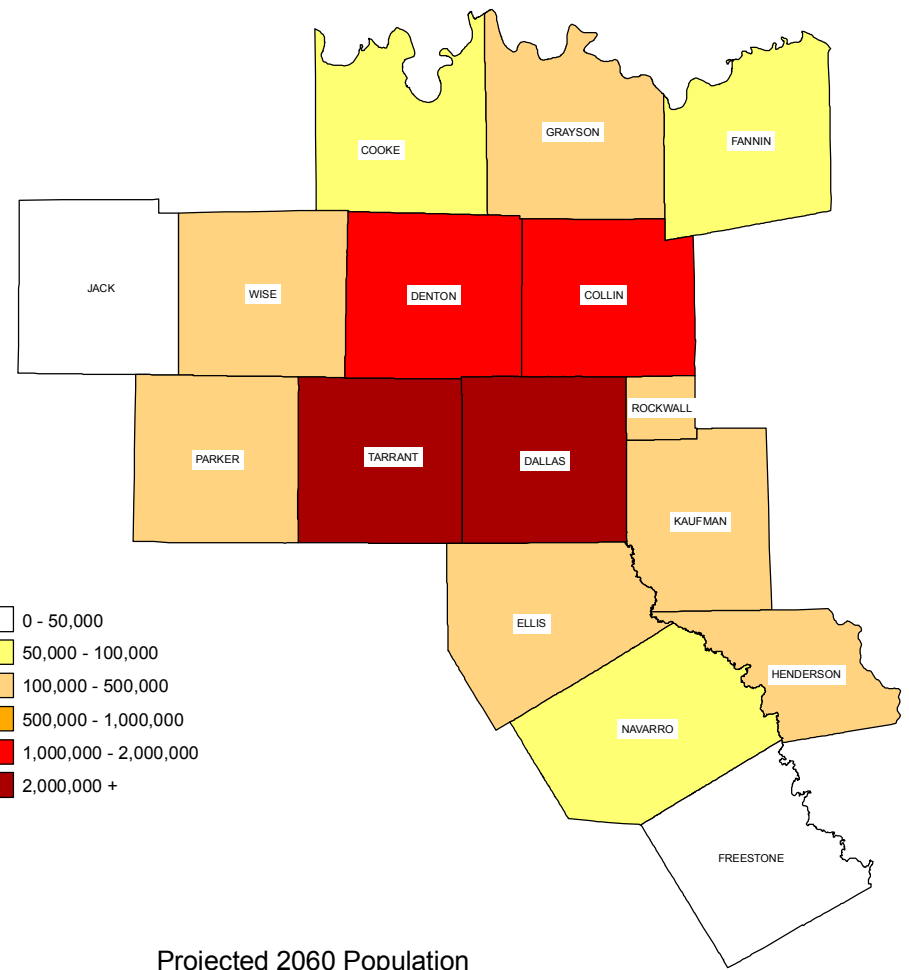 GRAYSON
FANNIN
COOKE
JACK
WISE
DENTON
COLLIN
ROCKWALL
PARKER
TARRANT
DALLAS
KAUFMAN
0 - 50,000
ELLIS
50,000 - 100,000
HENDERSON
100,000 - 500,000
500,000 - 1,000,000
NAVARRO
1,000,000 - 2,000,000
2,000,000 +
FREESTONE
Projected 2060 Population